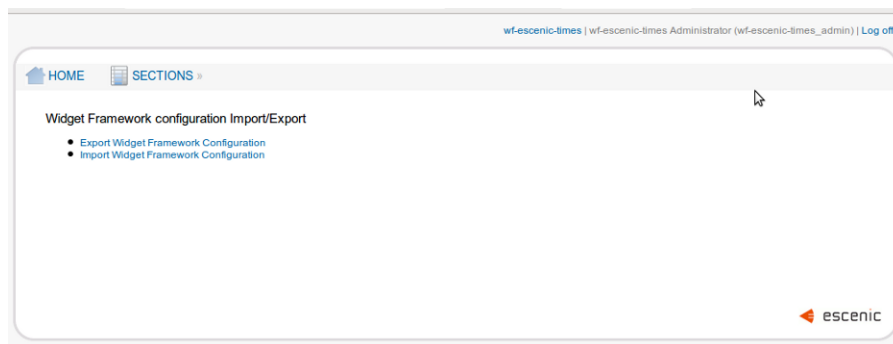 wf-escenic-times | wf-escenic-times Administrator (wf-escenic-times_admin) | Log off
HOME SECTIONS »
Widget Framework configuration Import/Export
Export Widget Framework Configuration
Import Widget Framework Configuration
escenic